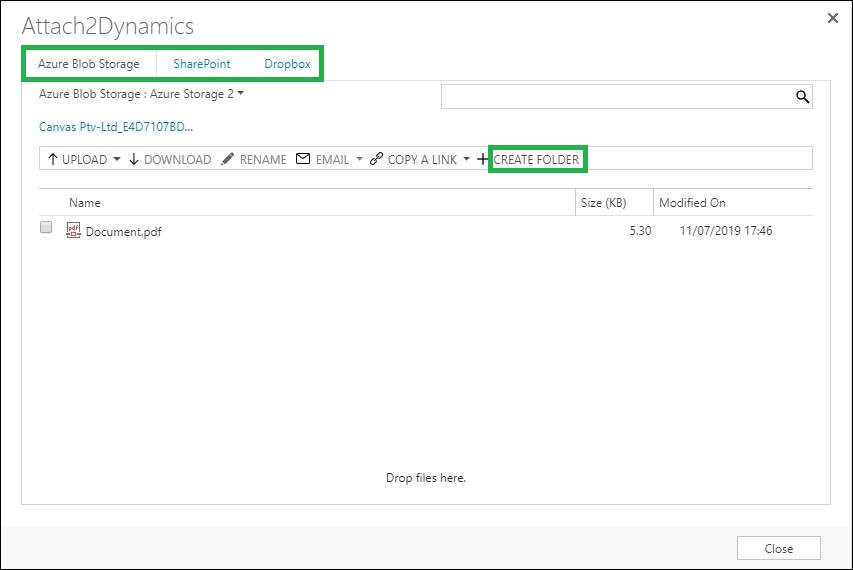 Attach2Dynamics
Azure Blob Storage SharePoint Dropbox
Azure Blob Storage : Azure Storage 2
Canvas Ptv-Ltd_E4D7107BD...
UPLOAD DOWNLOAD RENAME EMAIL COPY A LINK CREATE FOLDER
Name Size (KB) Modified On
pdf Document.pdf 5.30 11/07/2019 17:46
Drop files here.
Close